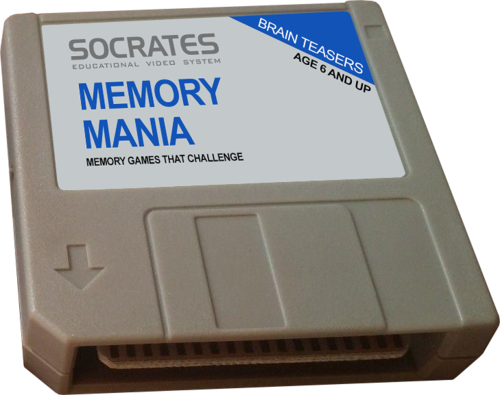 SOCRATES
EDUCATIONAL VIDEO SYSTEM
BRAIN TEASERS
AGE 6 AND UP
MEMORY
MANIA
MEMORY GAMES THAT CHALLENGE